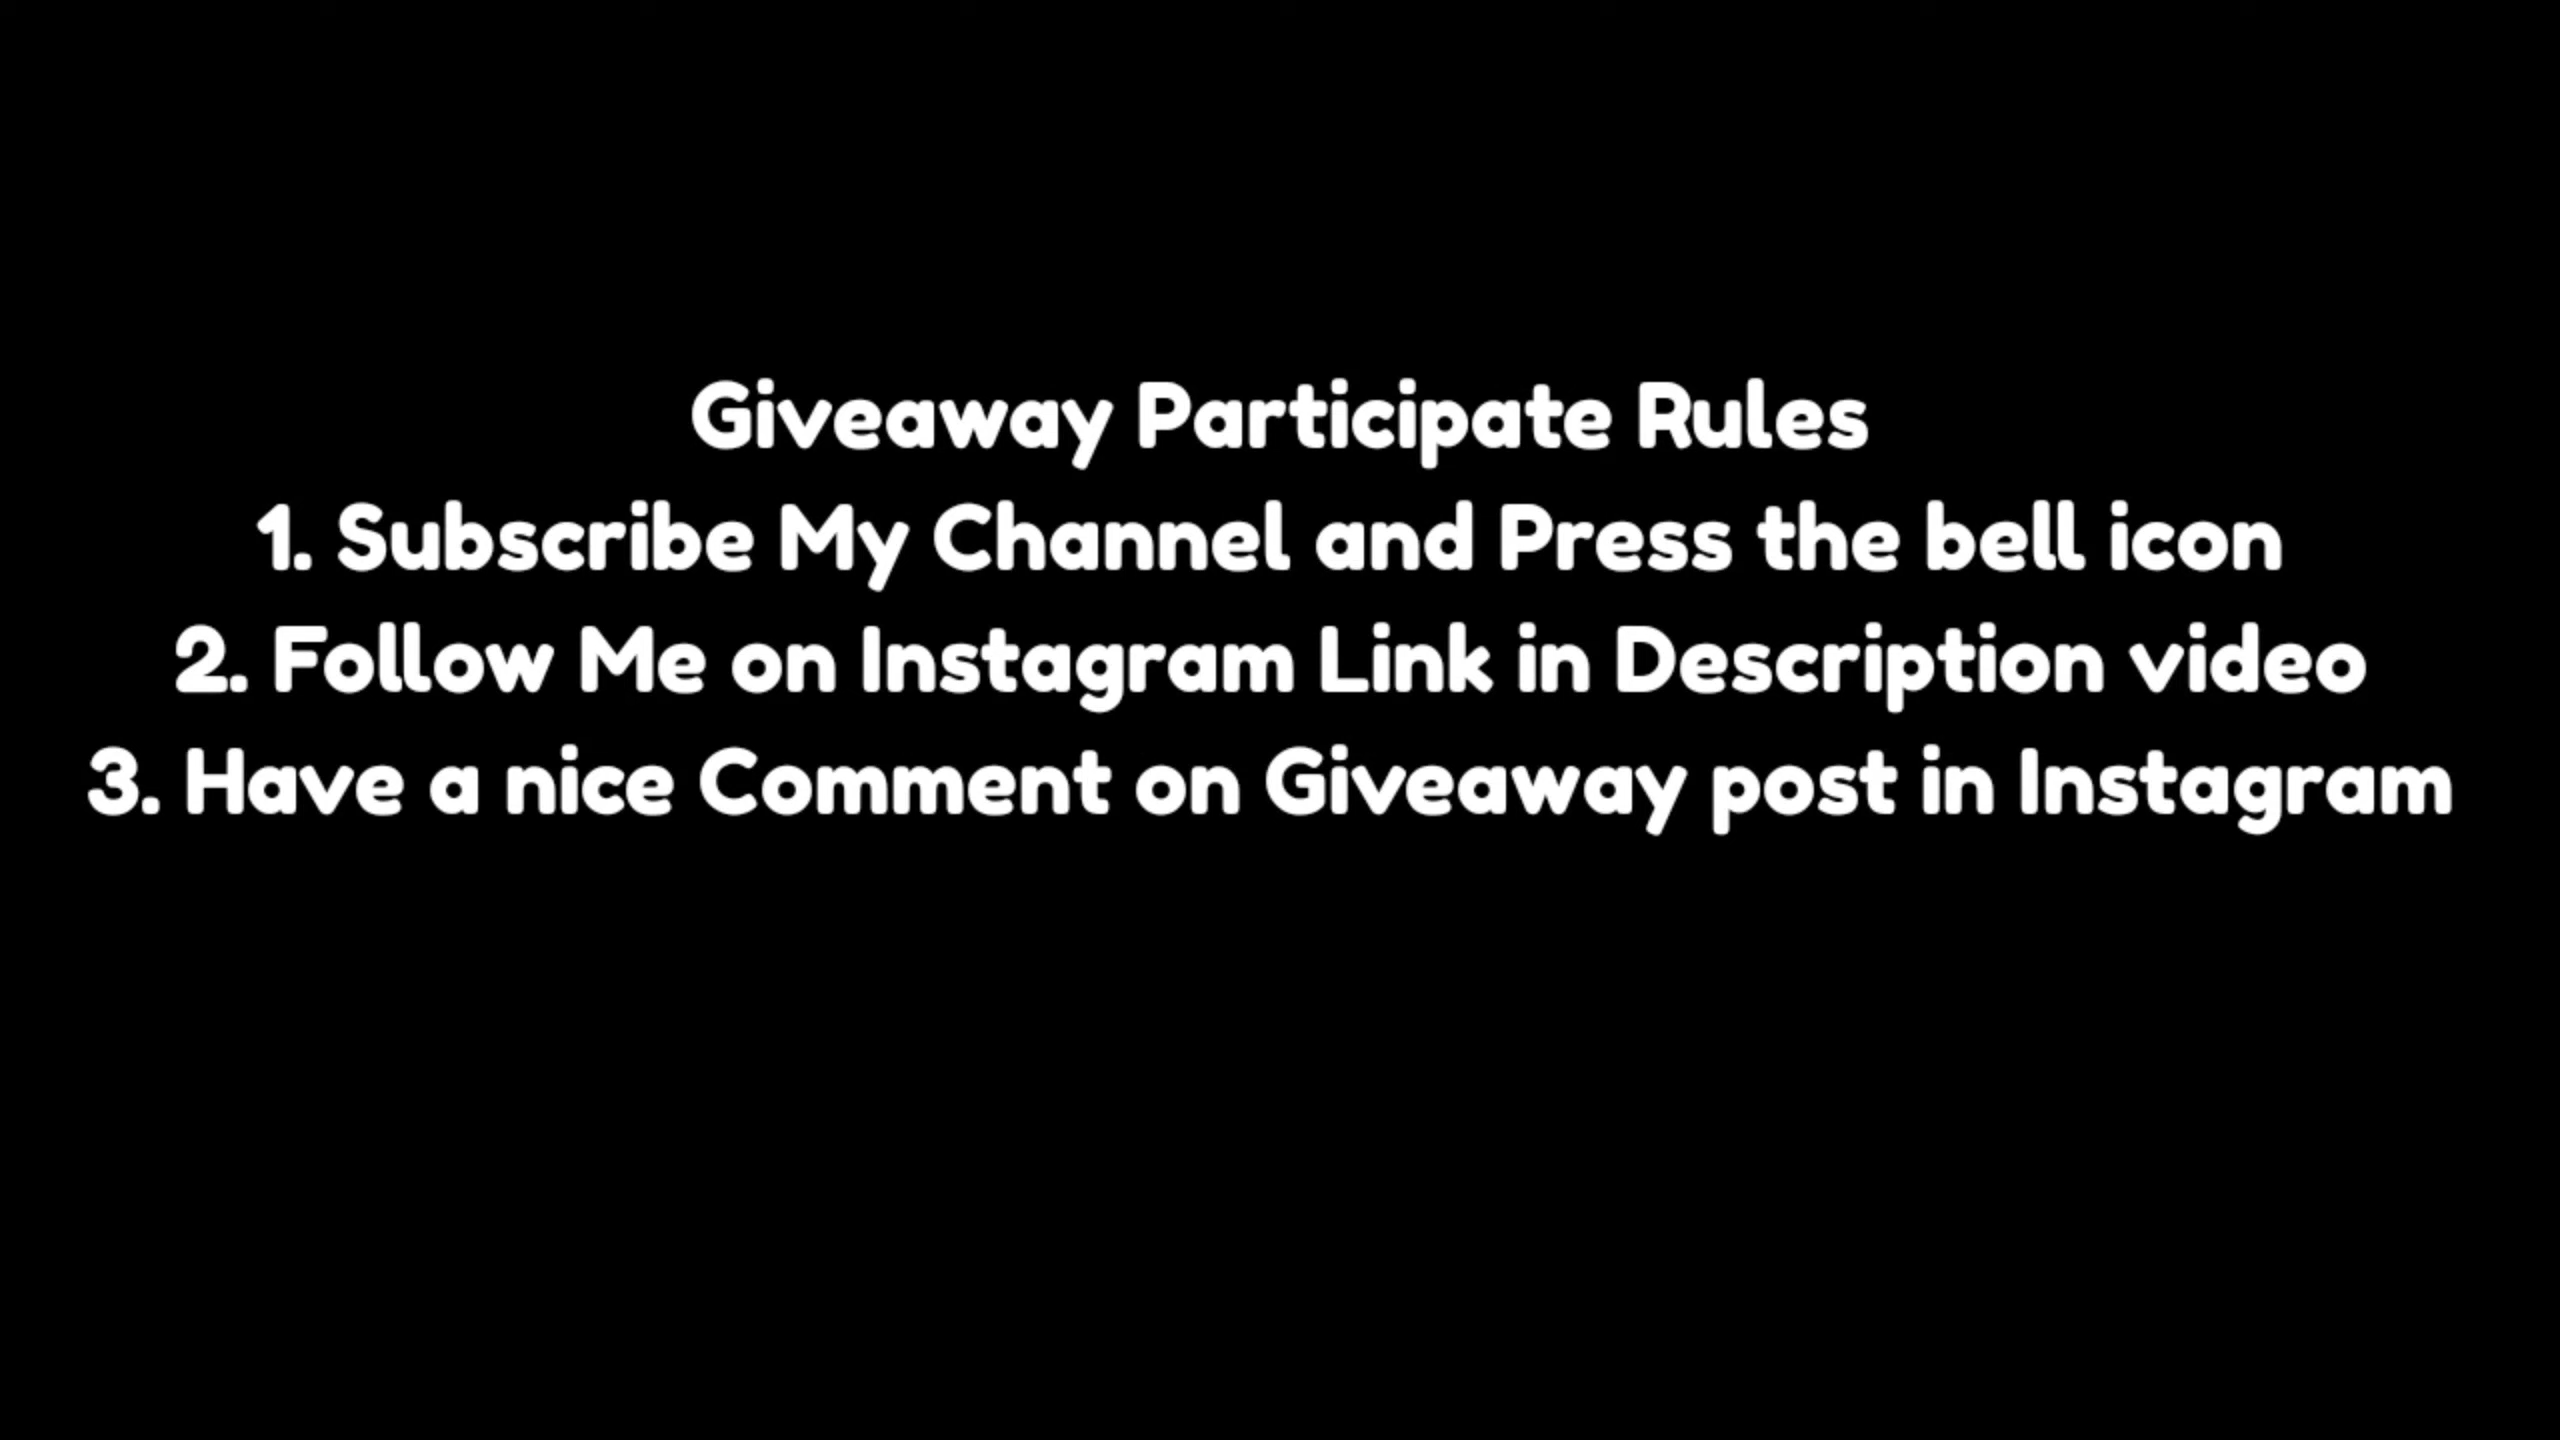 Giveaway Participate Rules
1. Subscribe My Channel and Press the bell icon
2. Follow Me on Instagram Link in Description video
3. Have a nice Comment on Giveaway post in Instagram